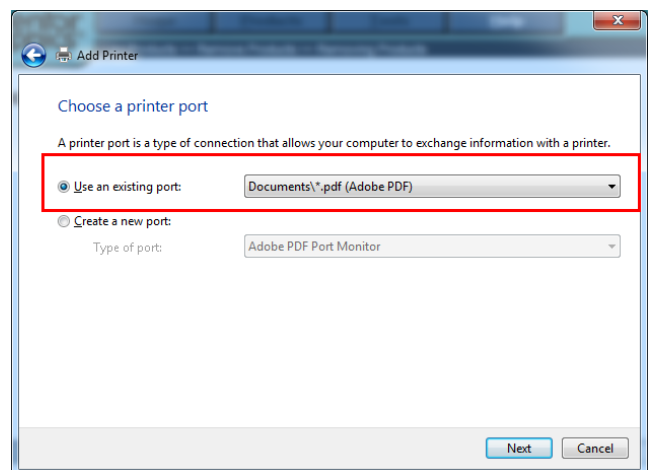 Add Printer
Choose a printer port
A printer port is a type of connection that allows your computer to exchange information with a printer.
Use an existing port: Documents\*.pdf (Adobe PDF)
Create a new port:
Type of port: Adobe PDF Port Monitor
Next Cancel